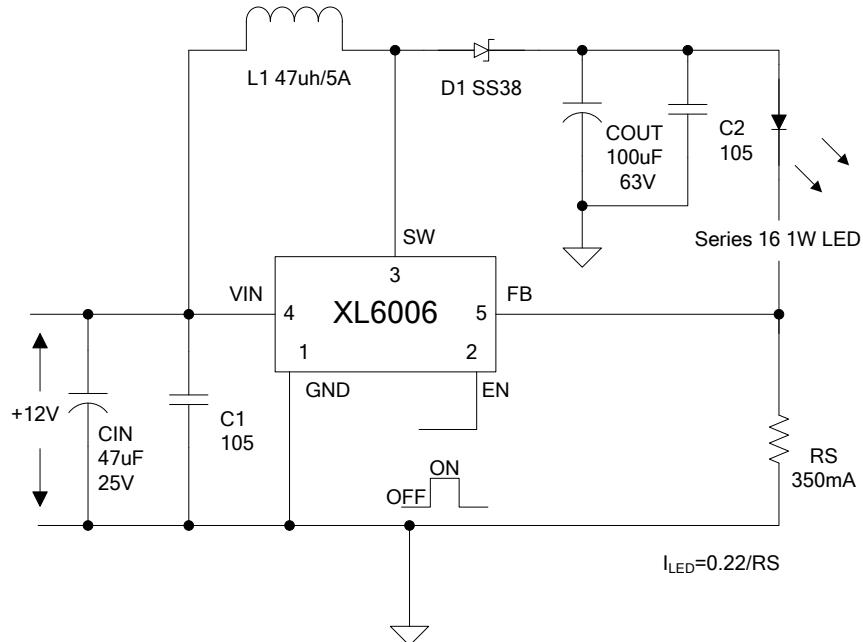 L1 47uh/5A
D1 SS38
COUT
100uF
63V
C2
105
SW
Series 16 1W LED
VIN
3
FB
4
XL6006
5
1
2
GND
EN
+12V
CIN
47uF
25V
C1
105
ON
OFF
RS
350mA
I_LED=0.22/RS